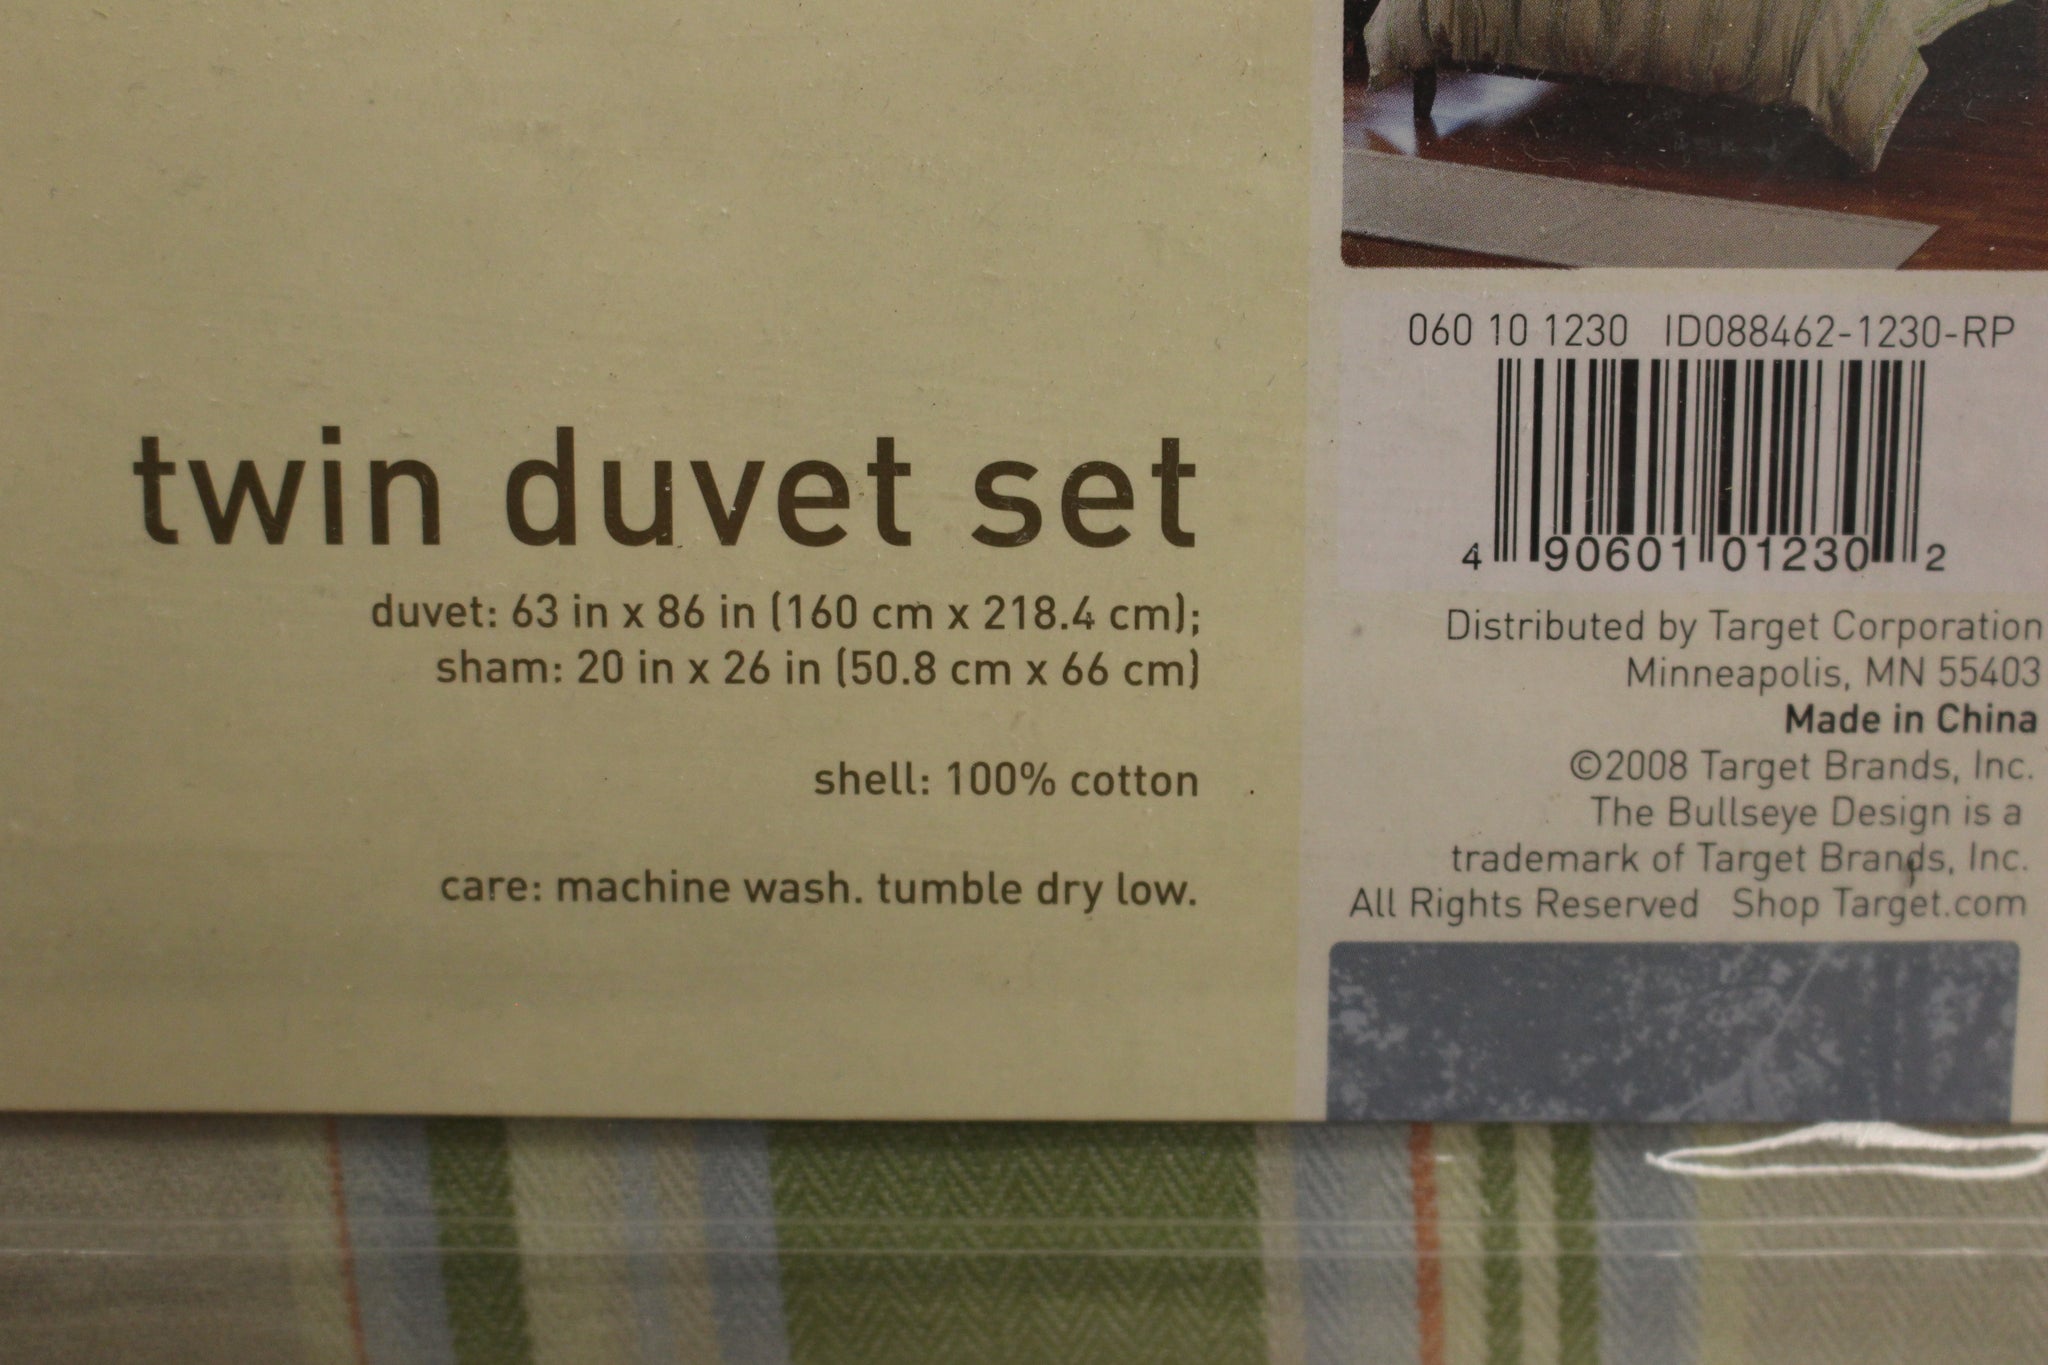 twin duvet set
duvet: 63 in x 86 in (160 cm x 218.4 cm);
sham: 20 in x 26 in (50.8 cm x 66 cm)
shell: 100% cotton
care: machine wash. tumble dry low.
060 10 1230 ID088462-1230-RP
4 90601 01230 2
Distributed by Target Corporation
Minneapolis, MN 55403
Made in China
©2008 Target Brands, Inc.
The Bullseye Design is a
trademark of Target Brands, Inc.
All Rights Reserved Shop Target.com